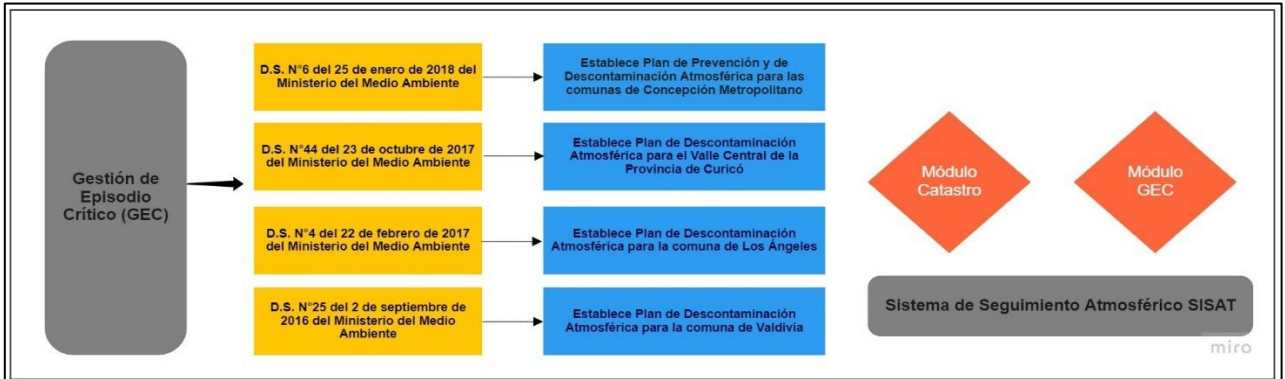 Gestión de
Episodio
Crítico (GEC)
D.S. N°6 del 25 de enero de 2018 del
Ministerio del Medio Ambiente
Establece Plan de Prevención y de
Descontaminación Atmosférica para las
comunas de Concepción Metropolitano
D.S. N°44 del 23 de octubre de 2017
del Ministerio del Medio Ambiente
Establece Plan de Descontaminación
Atmosférica para el Valle Central de la
Provincia de Curicó
D.S. N°4 del 22 de febrero de 2017
del Ministerio del Medio Ambiente
Establece Plan de Descontaminación
Atmosférica para la comuna de Los Ángeles
D.S. N°25 del 2 de septiembre de
2016 del Ministerio del Medio
Ambiente
Establece Plan de Descontaminación
Atmosférica para la comuna de Valdivia
Módulo
Catastro
Módulo
GEC
Sistema de Seguimiento Atmosférico SISAT
miro